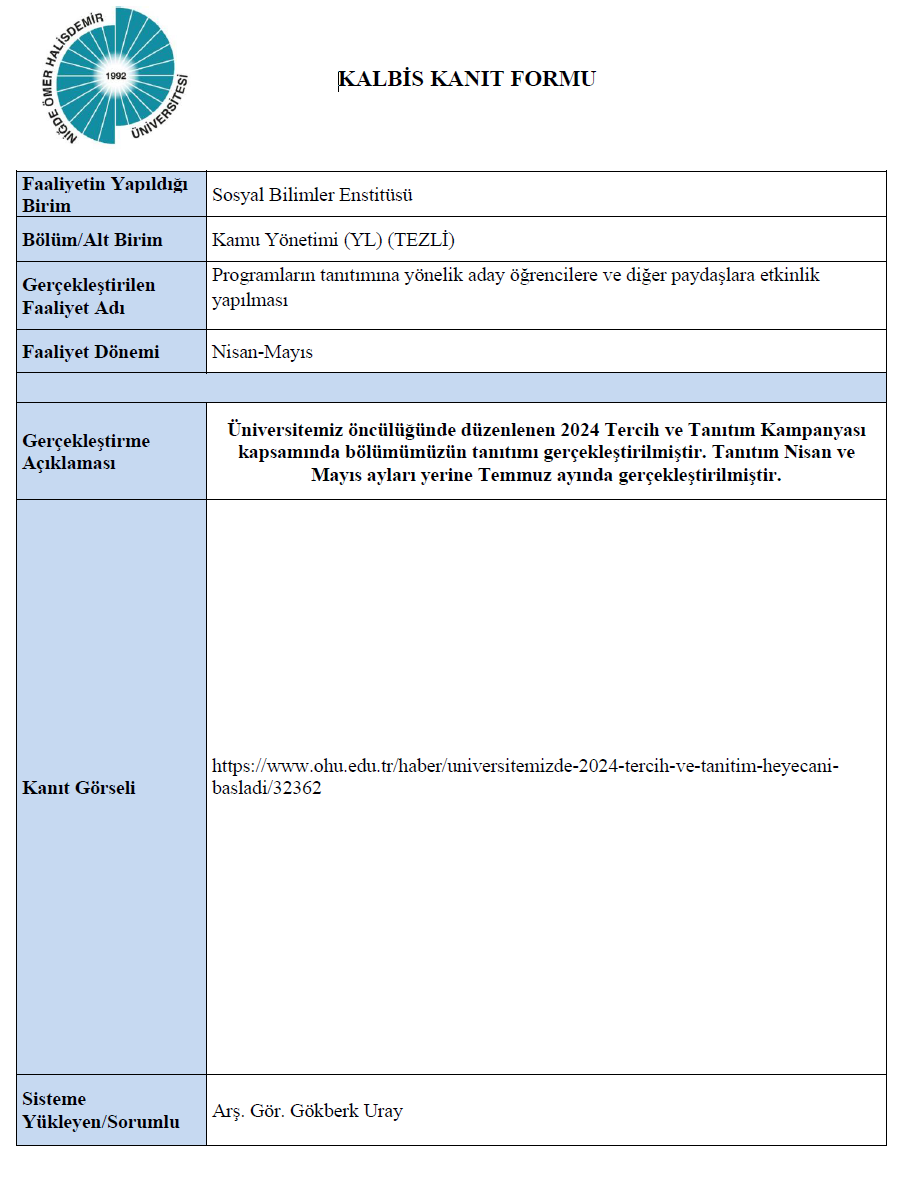 NİĞDE ÖMER HALİSDEMİR
ÜNİVERSİTESİ
1992
KALBİS KANIT FORMU
Faaliyetin Yapıldığı
Birim
Sosyal Bilimler Enstitüsü
Bölüm/Alt Birim
Kamu Yönetimi (YL) (TEZLİ)
Gerçekleştirilen
Faaliyet Adı
Programların tanıtımına yönelik aday öğrencilere ve diğer paydaşlara etkinlik
yapılması
Faaliyet Dönemi
Nisan-Mayıs
Gerçekleştirme
Açıklaması
Üniversitemiz öncülüğünde düzenlenen 2024 Tercih ve Tanıtım Kampanyası
kapsamında bölümümüzün tanıtımı gerçekleştirilmiştir. Tanıtım Nisan ve
Mayıs ayları yerine Temmuz ayında gerçekleştirilmiştir.
Kanıt Görseli
https://www.ohu.edu.tr/haber/universitemizde-2024-tercih-ve-tanitim-heyecani-
basladi/32362
Sisteme
Yükleyen/Sorumlu
Arş. Gör. Gökberk Uray